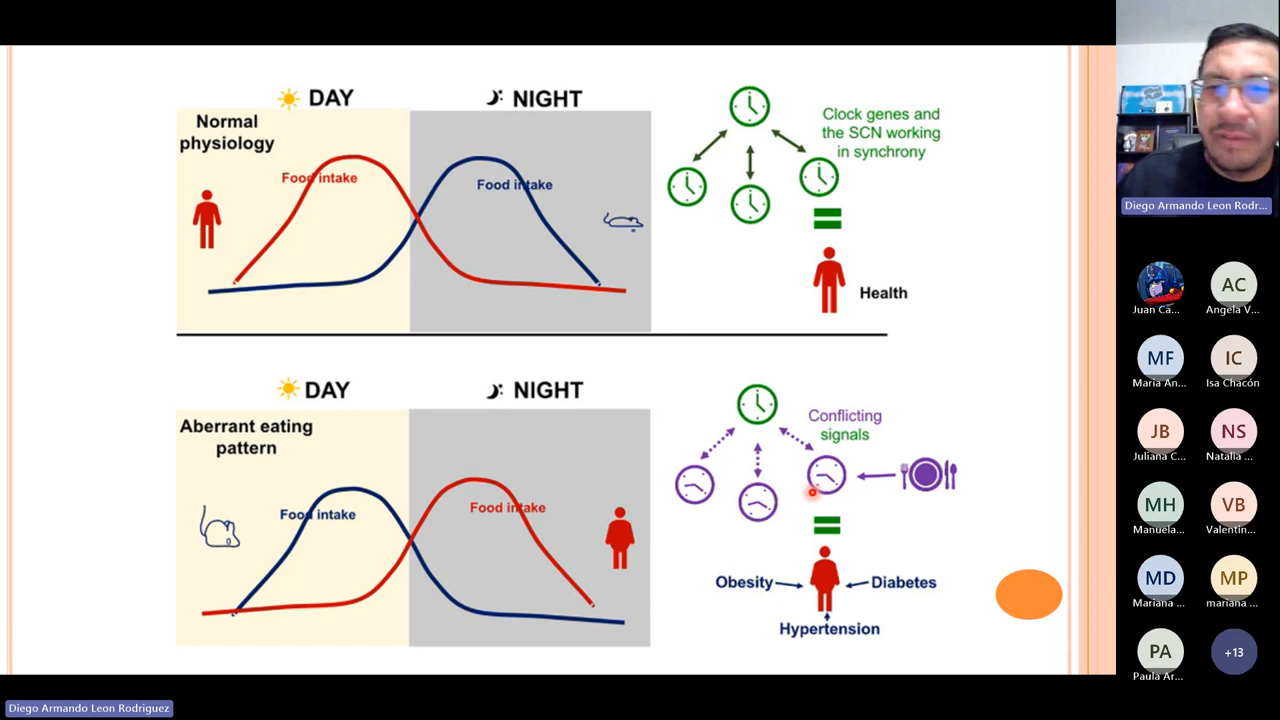 DAY
NIGHT
Normal
physiology
Food intake
Food intake
Clock genes and
the SCN working
in synchrony
Health
DAY
NIGHT
Aberrant eating
pattern
Food intake
Food intake
Conflicting
signals
Obesity
Diabetes
Hypertension
Diego Armando Leon Rodr...
Juan Ca...
AC
Angela V...
MF
Maria An...
IC
Isa Chacón
JB
Juliana C...
NS
Natalia ...
MH
Manuela...
VB
Valentin...
MD
Mariana ...
MP
mariana ...
PA
Paula Ar...
+13
Diego Armando Leon Rodriguez